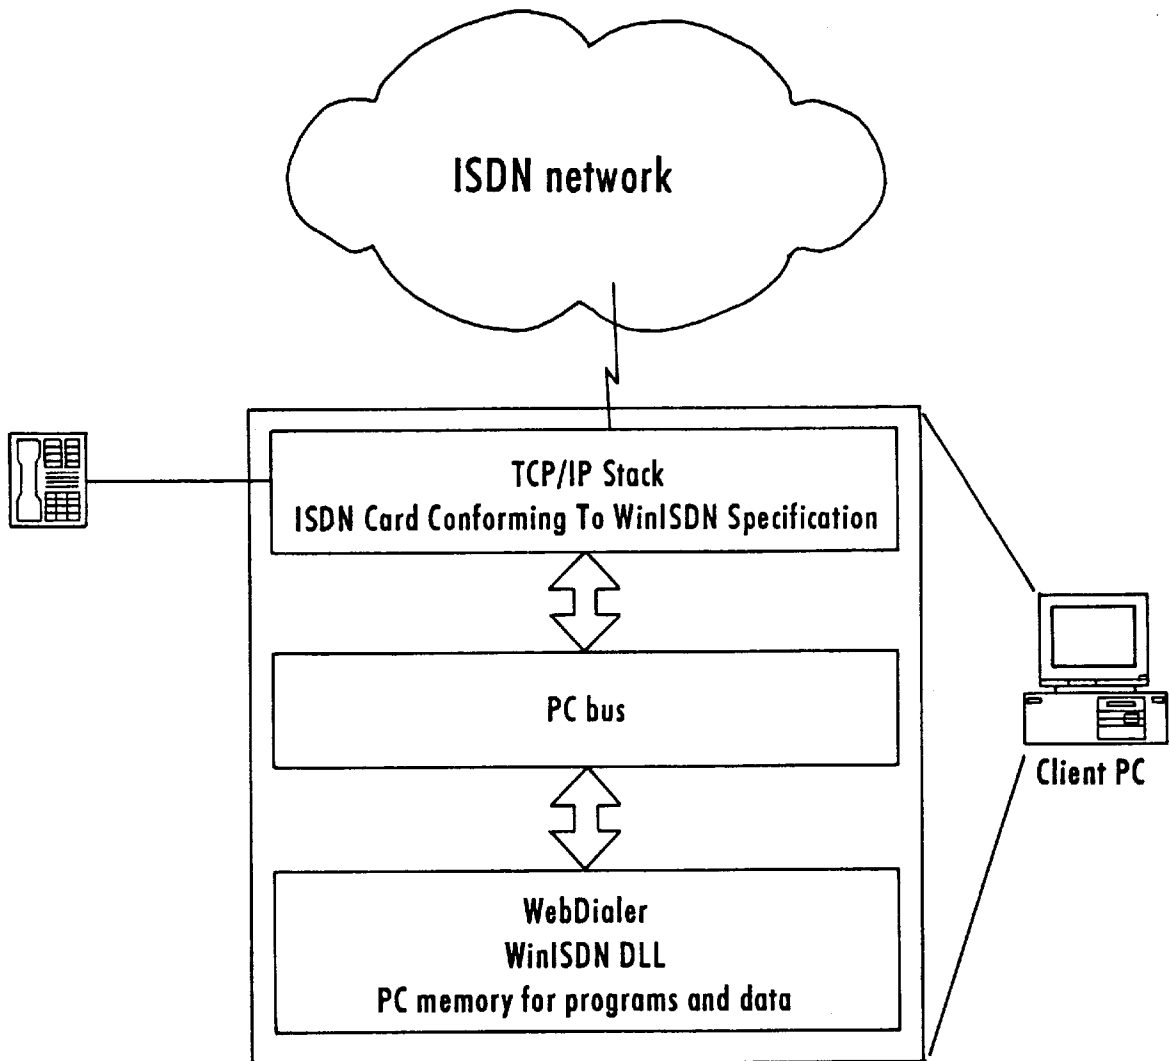 ISDN network
TCP/IP Stack
ISDN Card Conforming To WinISDN Specification
PC bus
Client PC
WebDialer
WinISDN DLL
PC memory for programs and data